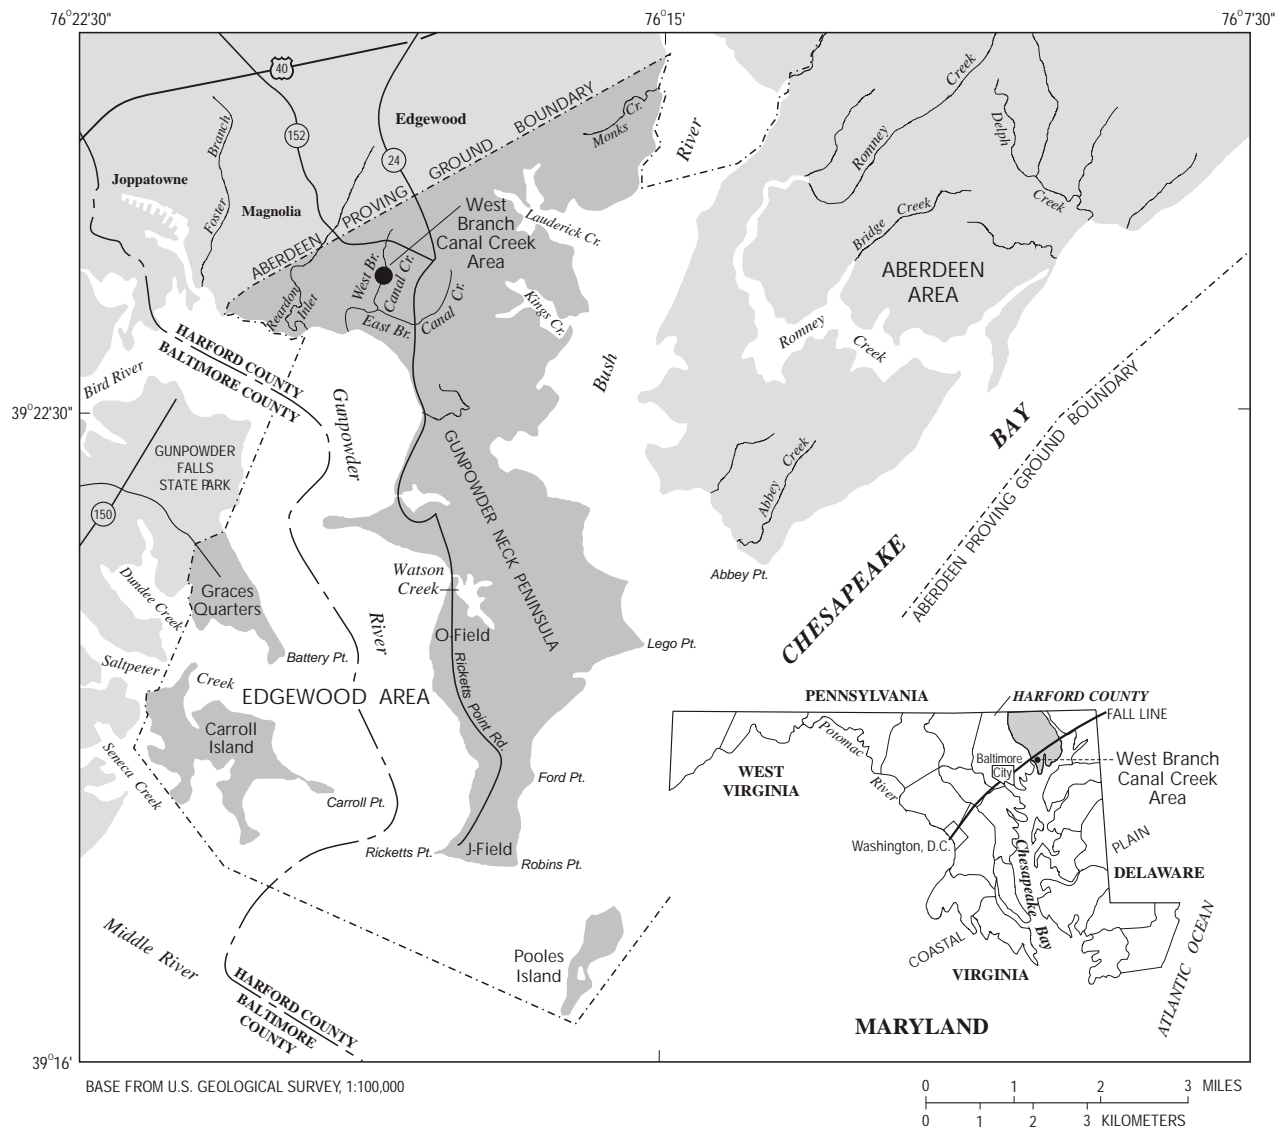 76°22'30"
76°15'
76°7'30"
40
152
24
Edgewood
Joppatowne
Magnolia
Foster
Branch
ABERDEEN PROVING GROUND BOUNDARY
Monks Cr.
River
Romney
Creek
Delph
Creek
West
Branch
Canal Creek
Area
Lauderick Cr.
Bridge Creek
ABERDEEN
AREA
West Br.
Canal Cr.
Reardon
Inlet
East Br.
Canal Cr.
Kings Cr.
Romney
Creek
HARFORD COUNTY
BALTIMORE COUNTY
Bird River
Bush
39°22'30"
Gunpowder
GUNPOWDER
FALLS
STATE PARK
150
GUNPOWDER NECK PENINSULA
BAY
ABERDEEN PROVING GROUND BOUNDARY
Abbey
Creek
Abbey Pt.
CHESAPEAKE
Dundee Creek
Graces
Quarters
Watson
Creek
River
O-Field
Battery Pt.
Lego Pt.
Saltpeter
Creek
EDGEWOOD AREA
Ricketts Point Rd.
Carroll
Island
Seneca Creek
Carroll Pt.
Ford Pt.
Ricketts Pt.
J-Field
Robins Pt.
Middle River
Pooles
Island
HARFORD COUNTY
BALTIMORE
COUNTY
39°16'
PENNSYLVANIA
HARFORD COUNTY
FALL LINE
Potomac
River
WEST
VIRGINIA
Baltimore
City
West Branch
Canal Creek
Area
Washington, D.C.
PLAIN
DELAWARE
Chesapeake Bay
COASTAL
VIRGINIA
ATLANTIC OCEAN
MARYLAND
BASE FROM U.S. GEOLOGICAL SURVEY, 1:100,000
0 1 2 3 MILES
0 1 2 3 KILOMETERS